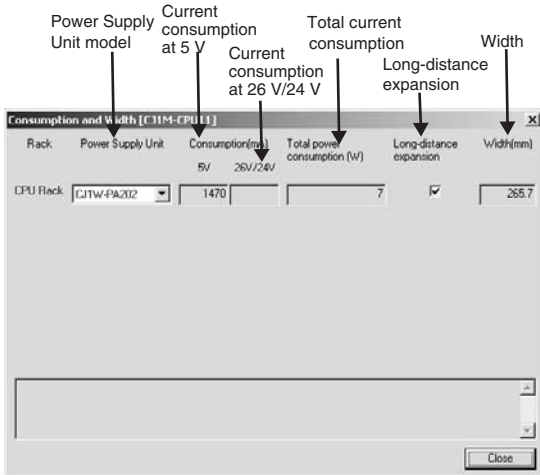 Power Supply
Unit model
Current
consumption
at 5 V
Current
consumption
at 26 V/24 V
Total current
consumption
Long-distance
expansion
Width
Consumption and Width [CJ1M-CPU11]
Rack
Power Supply Unit
Consumption(mA)
5V
26V/24V
Total power
consumption (W)
Long-distance
expansion
Width(mm)
CPU Rack
CJ1W-PA202
1470
7
265.7
Close